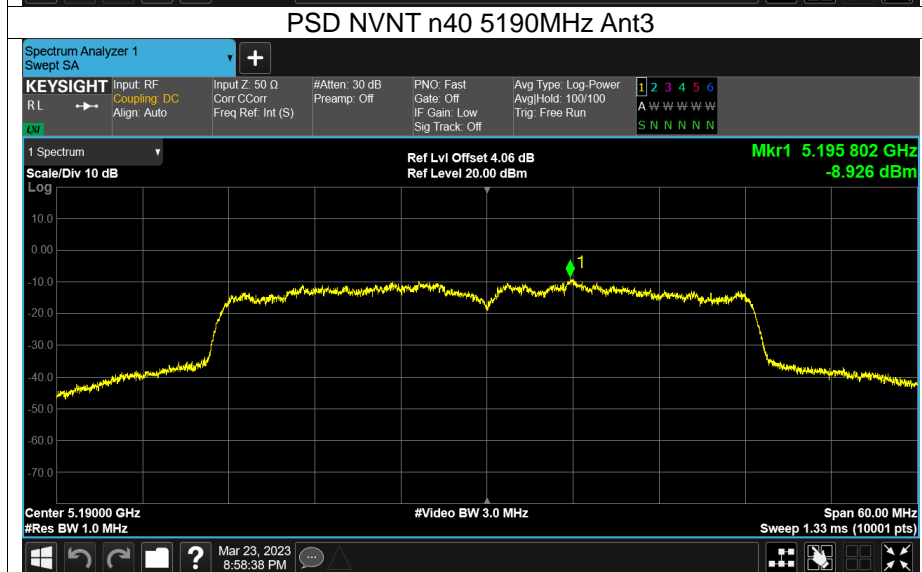 PSD NVNT n40 5190MHz Ant3
Spectrum Analyzer 1
Swept SA
KEYSIGHT Input: RF Input Z: 50 Ω #Atten: 30 dB PNO: Fast Avg Type: Log-Power 1 2 3 4 5 6
R L Coupling: DC Corr CCorr Preamp: Off Gate: Off Avg|Hold: 100/100 A W W W W W
Align: Auto Freq Ref: Int (S) IF Gain: Low Trig: Free Run
LXI Sig Track: Off S N N N N N
1 Spectrum Ref Lvl Offset 4.06 dB Mkr1 5.195 802 GHz
Scale/Div 10 dB Ref Level 20.00 dBm -8.926 dBm
Log
10.0
0.00
1
-10.0
-20.0
-30.0
-40.0
-50.0
-60.0
-70.0
Center 5.19000 GHz #Video BW 3.0 MHz Span 60.00 MHz
#Res BW 1.0 MHz Sweep 1.33 ms (10001 pts)
? Mar 23, 2023
8:58:38 PM